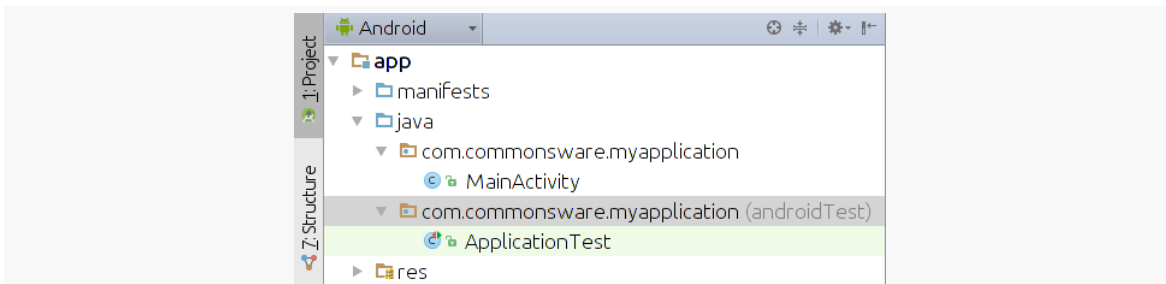 Android
1: Project
app
manifests
java
com.commonsware.myapplication
MainActivity
com.commonsware.myapplication (androidTest)
7: Structure
ApplicationTest
res